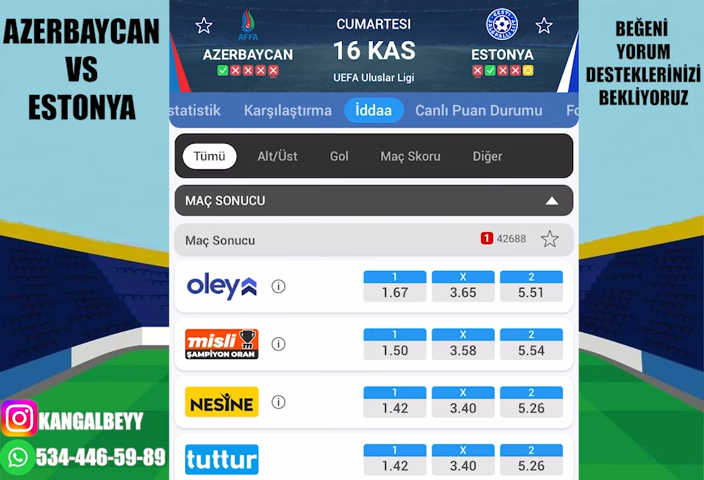 AZERBAYCAN
VS
ESTONYA
AFFA
AZERBAYCAN
CUMARTESI
16 KAS
UEFA Uluslar Ligi
EESTI
ESTONYA
BEĞENİ
YORUM
DESTEKLERİNİZİ
BEKLİYORUZ
statistik Karşılaştırma İddaa Canlı Puan Durumu Fo
Tümü Alt/Üst Gol Maç Skoru Diğer
MAÇ SONUCU
Maç Sonucu 1 42688
oley
1 X 2
1.67 3.65 5.51
misli
ŞAMPİYON ORAN
1 X 2
1.50 3.58 5.54
NESİNE
1 X 2
1.42 3.40 5.26
tuttur
1 X 2
1.42 3.40 5.26
KANGALBEYY
534-446-59-89